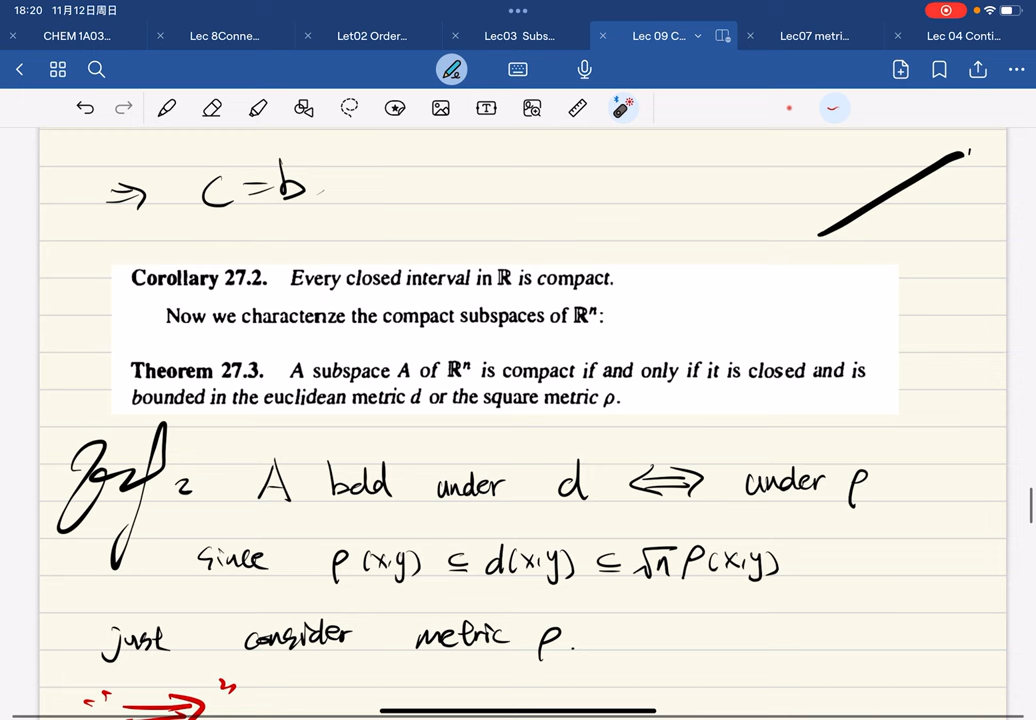 18:20 11月12日周日
CHEM 1A03... Lec 8Conne... Let02 Order... Lec03 Subs... Lec 09 C... Lec07 metri... Lec 04 Conti...
⇒ C = b.
Corollary 27.2. Every closed interval in ℝ is compact.
Now we charactenze the compact subspaces of ℝⁿ:
Theorem 27.3. A subspace A of ℝⁿ is compact if and only if it is closed and is
bounded in the euclidean metric d or the square metric ρ.
A bdd under d ⟺ under ρ
since ρ(x,y) ≤ d(x,y) ≤ √n ρ(x,y)
just consider metric ρ.
"⇒"